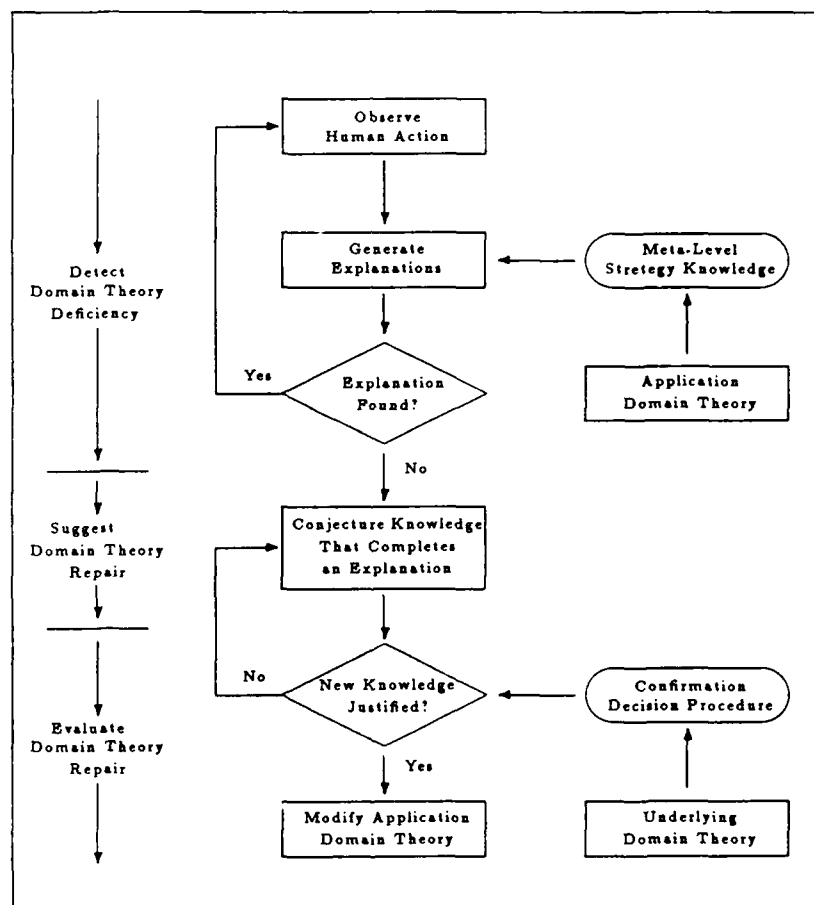 Observe
Human Action
Generate
Explanations
Meta-Level
Stretegy Knowledge
Detect
Domain Theory
Deficiency
Yes
Explanation
Found?
Application
Domain Theory
No
Suggest
Domain Theory
Repair
Conjecture Knowledge
That Completes
an Explanation
No
New Knowledge
Justified?
Confirmation
Decision Procedure
Evaluate
Domain Theory
Repair
Yes
Modify Application
Domain Theory
Underlying
Domain Theory